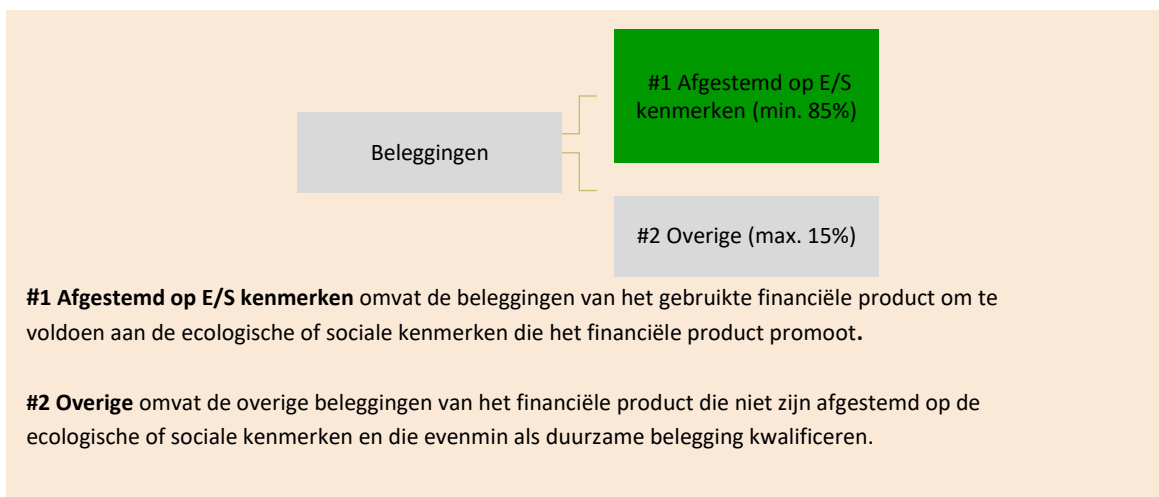 #1 Afgestemd op E/S
kenmerken (min. 85%)
Beleggingen
#2 Overige (max. 15%)
#1 Afgestemd op E/S kenmerken omvat de beleggingen van het gebruikte financiële product om te
voldoen aan de ecologische of sociale kenmerken die het financiële product promoot.
#2 Overige omvat de overige beleggingen van het financiële product die niet zijn afgestemd op de
ecologische of sociale kenmerken en die evenmin als duurzame belegging kwalificeren.